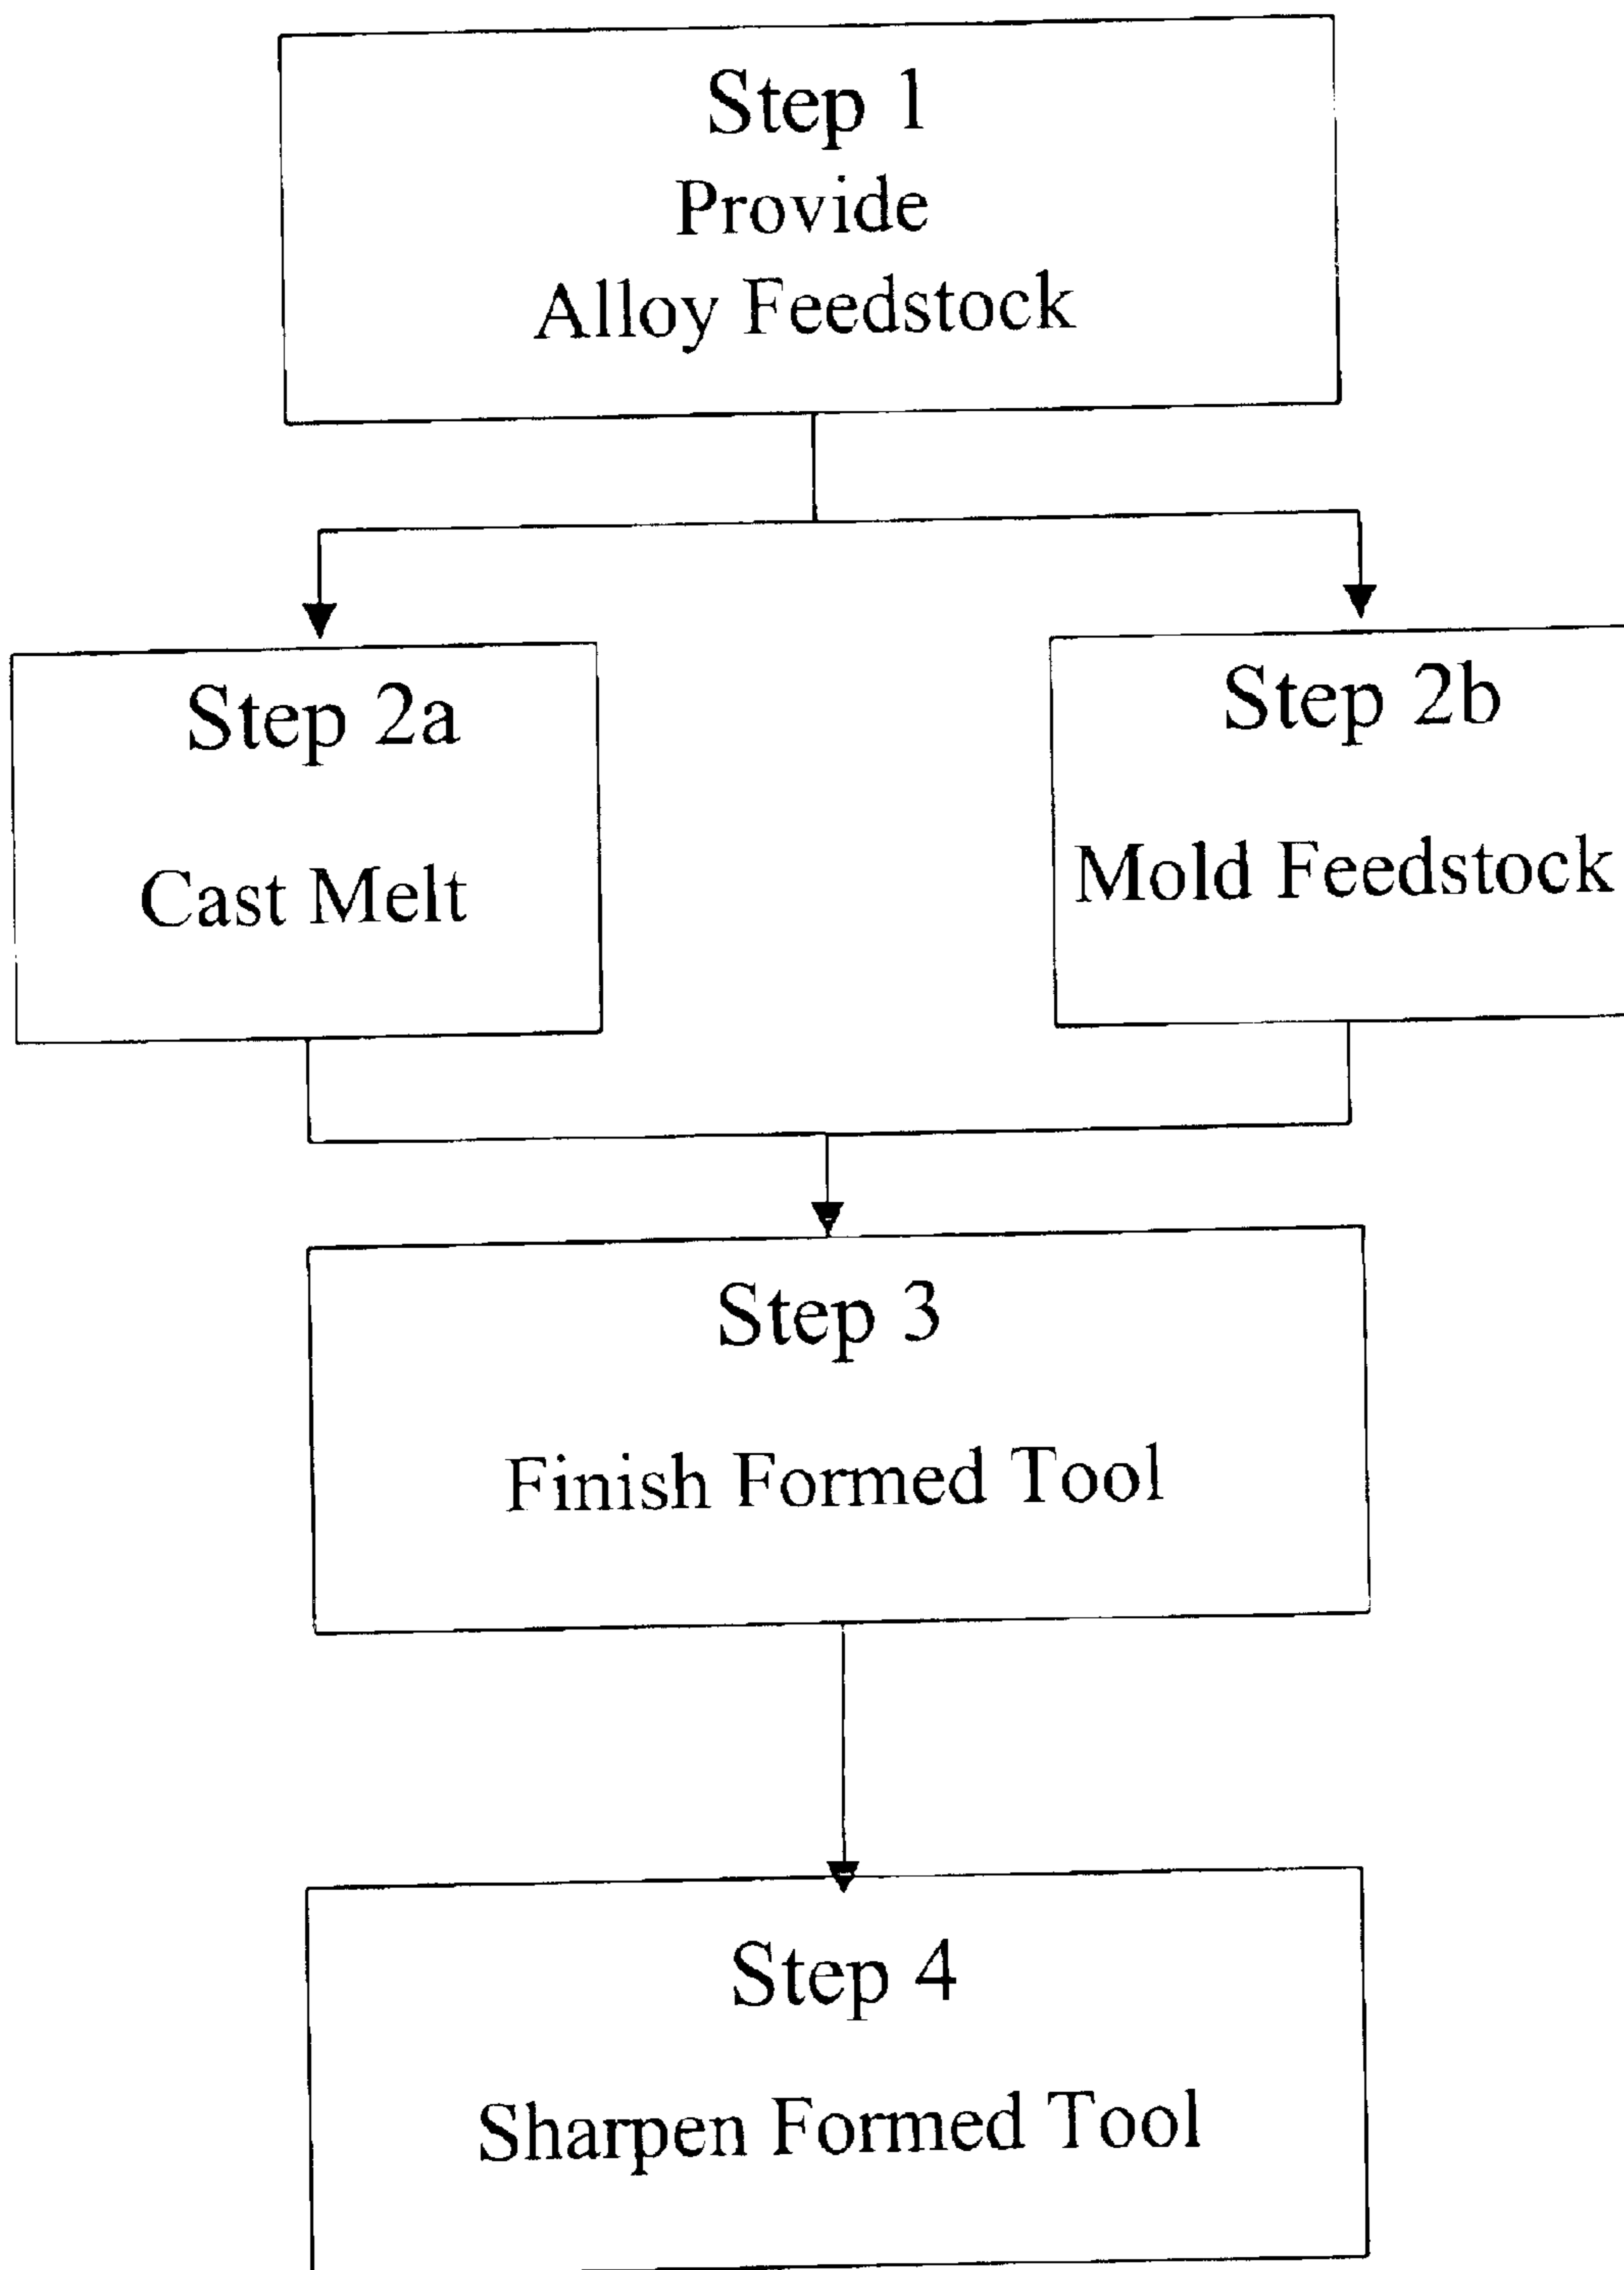 Step 1
Provide
Alloy Feedstock
Step 2a
Cast Melt
Step 2b
Mold Feedstock
Step 3
Finish Formed Tool
Step 4
Sharpen Formed Tool